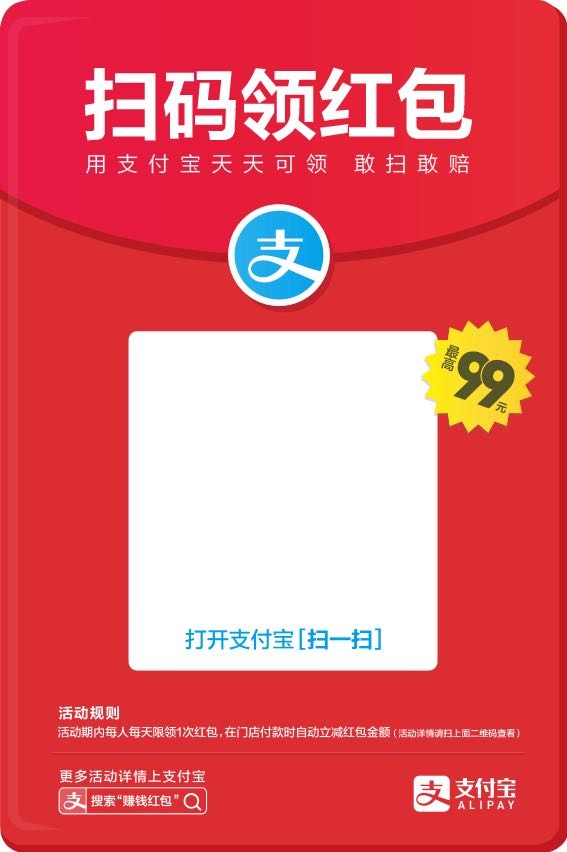 扫码领红包
用支付宝天天可领 敢扫敢赔
支
最高99元
打开支付宝[扫一扫]
活动规则
活动期内每人每天限领1次红包，在门店付款时自动立减红包金额（活动详情请扫上面二维码查看）
更多活动详情上支付宝
支 搜索“赚钱红包”
支 支付宝
ALIPAY